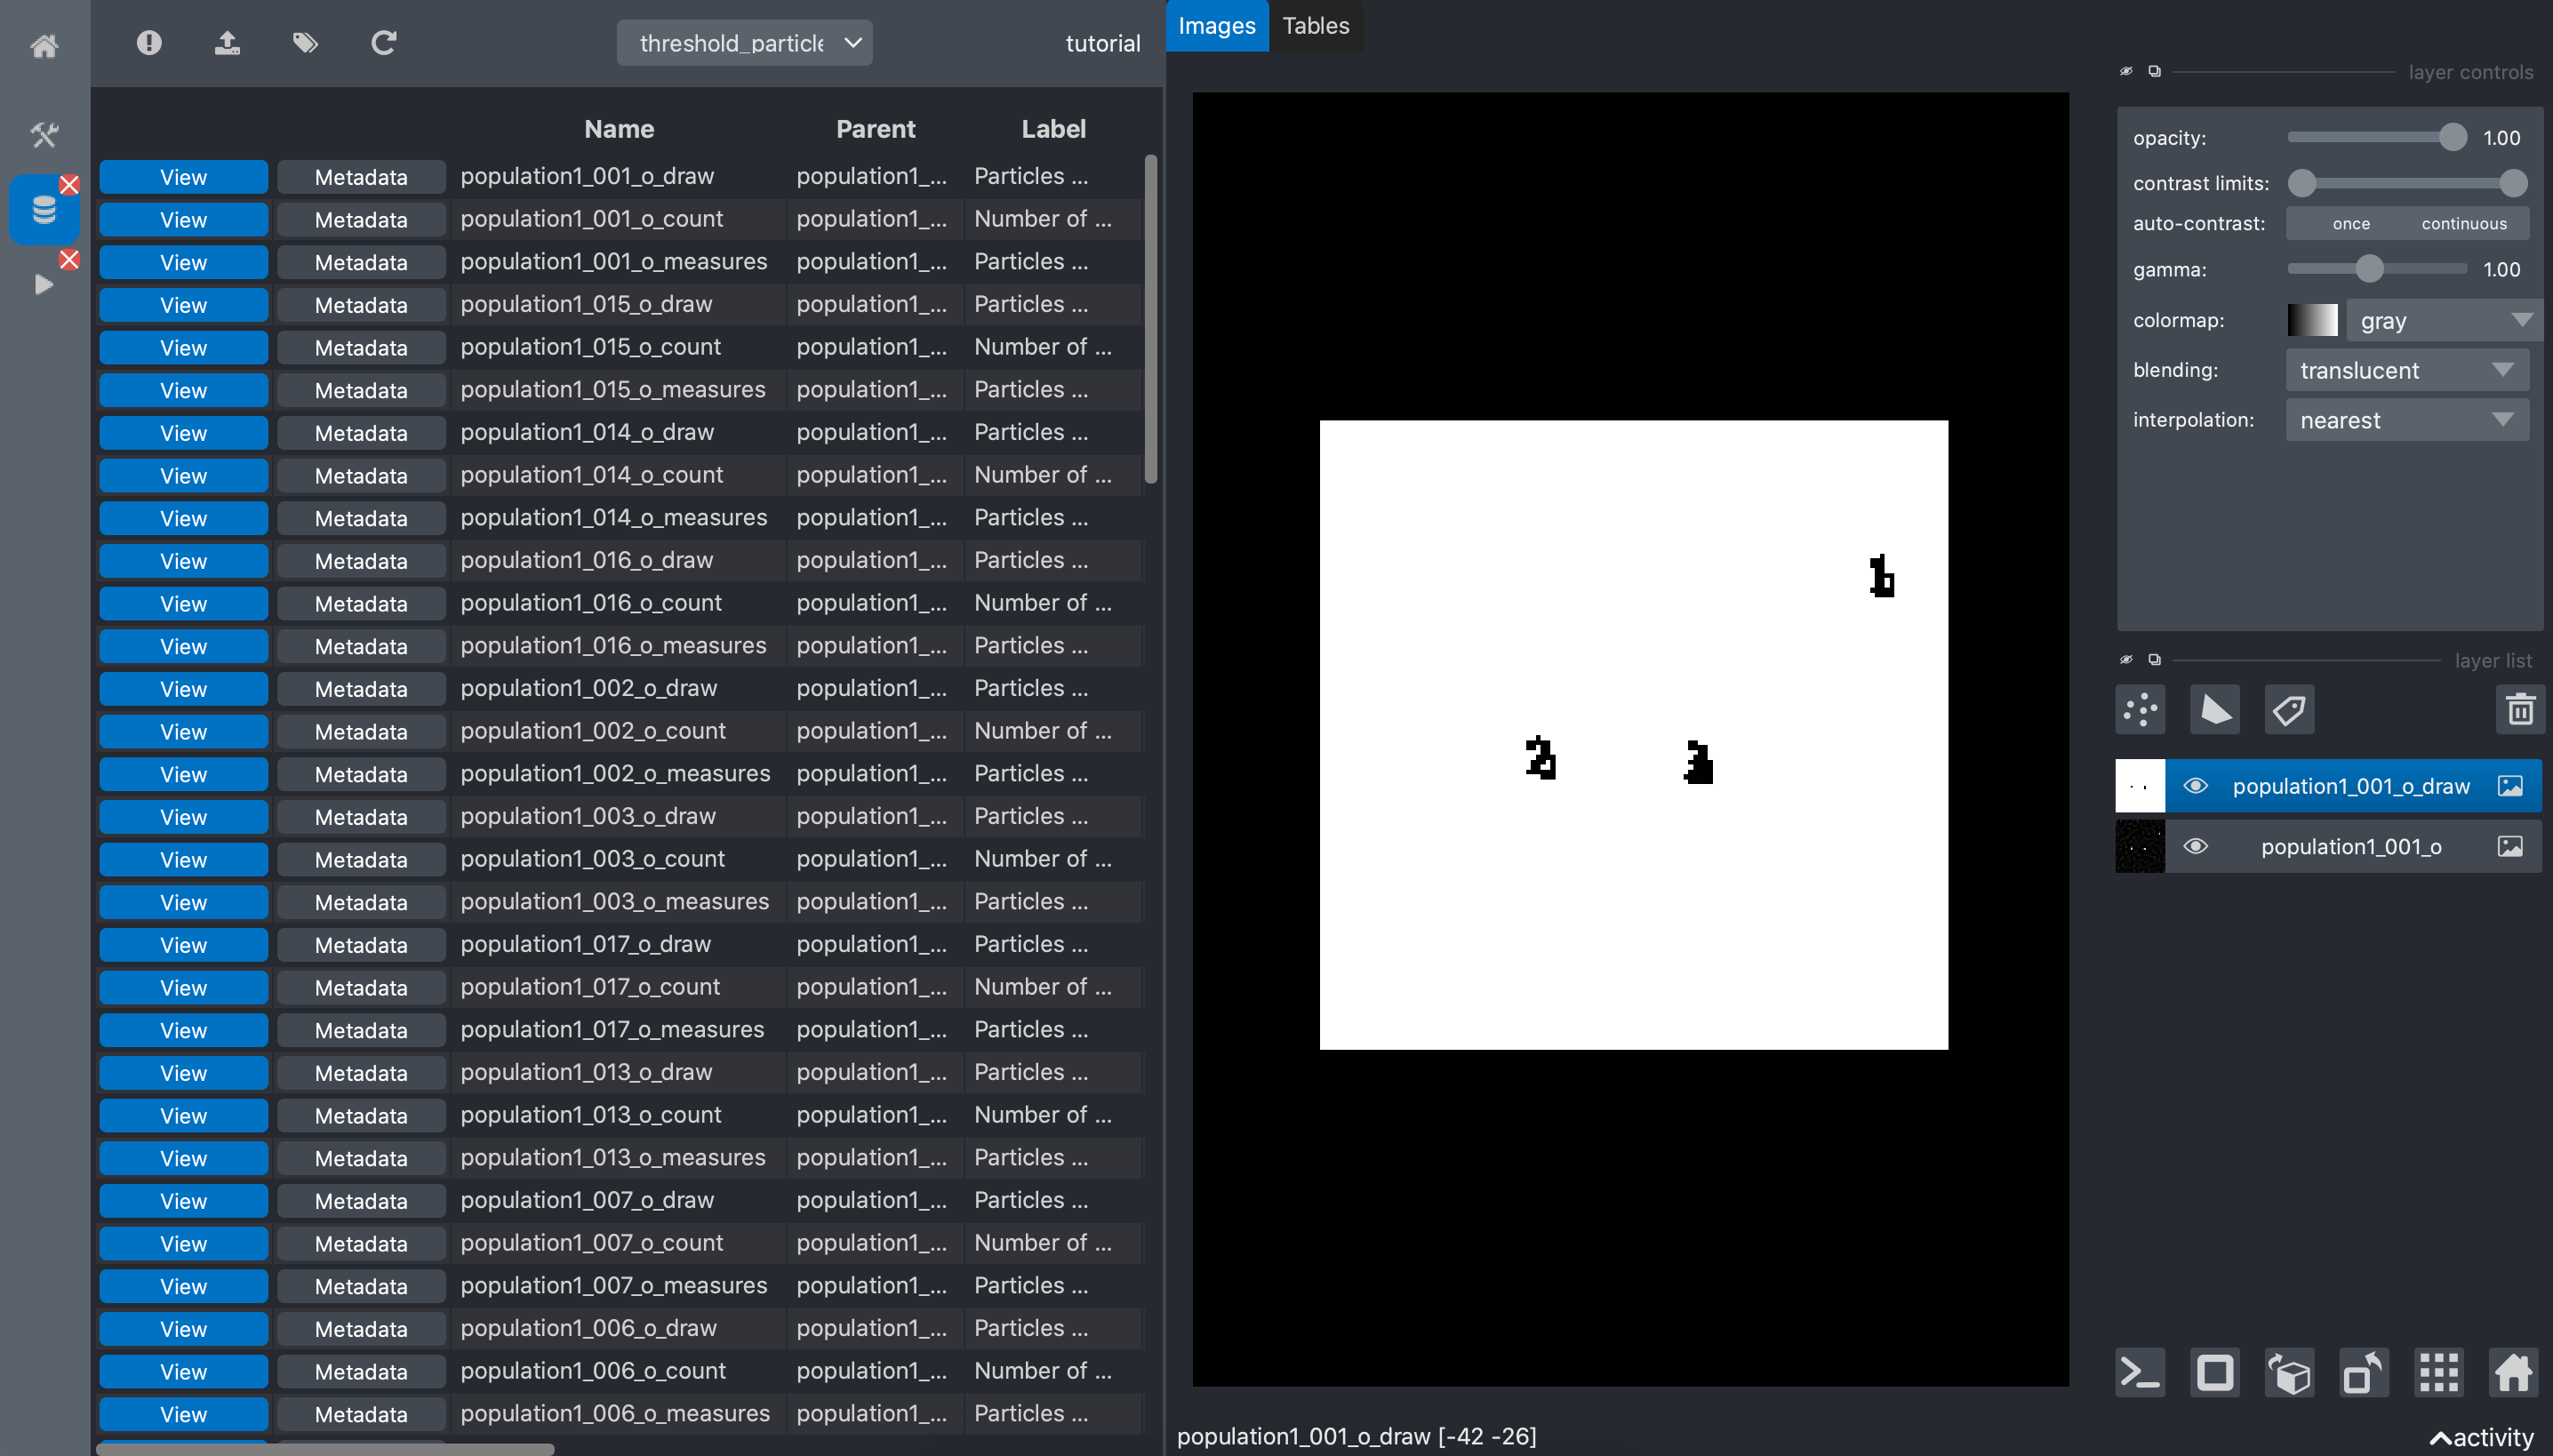 threshold_particle
tutorial
Images Tables
Name Parent Label
View Metadata population1_001_o_draw population1_... Particles ...
View Metadata population1_001_o_count population1_... Number of ...
View Metadata population1_001_o_measures population1_... Particles ...
View Metadata population1_015_o_draw population1_... Particles ...
View Metadata population1_015_o_count population1_... Number of ...
View Metadata population1_015_o_measures population1_... Particles ...
View Metadata population1_014_o_draw population1_... Particles ...
View Metadata population1_014_o_count population1_... Number of ...
View Metadata population1_014_o_measures population1_... Particles ...
View Metadata population1_016_o_draw population1_... Particles ...
View Metadata population1_016_o_count population1_... Number of ...
View Metadata population1_016_o_measures population1_... Particles ...
View Metadata population1_002_o_draw population1_... Particles ...
View Metadata population1_002_o_count population1_... Number of ...
View Metadata population1_002_o_measures population1_... Particles ...
View Metadata population1_003_o_draw population1_... Particles ...
View Metadata population1_003_o_count population1_... Number of ...
View Metadata population1_003_o_measures population1_... Particles ...
View Metadata population1_017_o_draw population1_... Particles ...
View Metadata population1_017_o_count population1_... Number of ...
View Metadata population1_017_o_measures population1_... Particles ...
View Metadata population1_013_o_draw population1_... Particles ...
View Metadata population1_013_o_count population1_... Number of ...
View Metadata population1_013_o_measures population1_... Particles ...
View Metadata population1_007_o_draw population1_... Particles ...
View Metadata population1_007_o_count population1_... Number of ...
View Metadata population1_007_o_measures population1_... Particles ...
View Metadata population1_006_o_draw population1_... Particles ...
View Metadata population1_006_o_count population1_... Number of ...
View Metadata population1_006_o_measures population1_... Particles ...
population1_001_o_draw [-42 -26]
layer controls
opacity: 1.00
contrast limits:
auto-contrast: once continuous
gamma: 1.00
colormap: gray
blending: translucent
interpolation: nearest
layer list
population1_001_o_draw
population1_001_o
activity